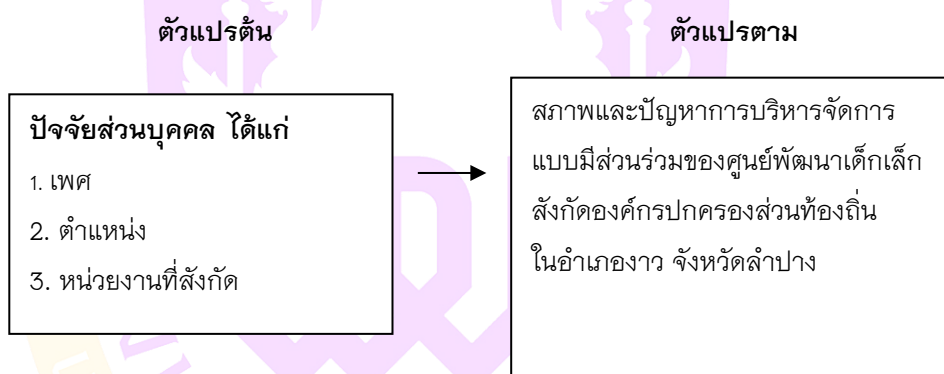 ตัวแปรต้น
ตัวแปรตาม
ปัจจัยส่วนบุคคล ได้แก่
1. เพศ
2. ตำแหน่ง
3. หน่วยงานที่สังกัด
สภาพและปัญหาการบริหารจัดการ
แบบมีส่วนร่วมของศูนย์พัฒนาเด็กเล็ก
สังกัดองค์กรปกครองส่วนท้องถิ่น
ในอำเภองาว จังหวัดลำปาง